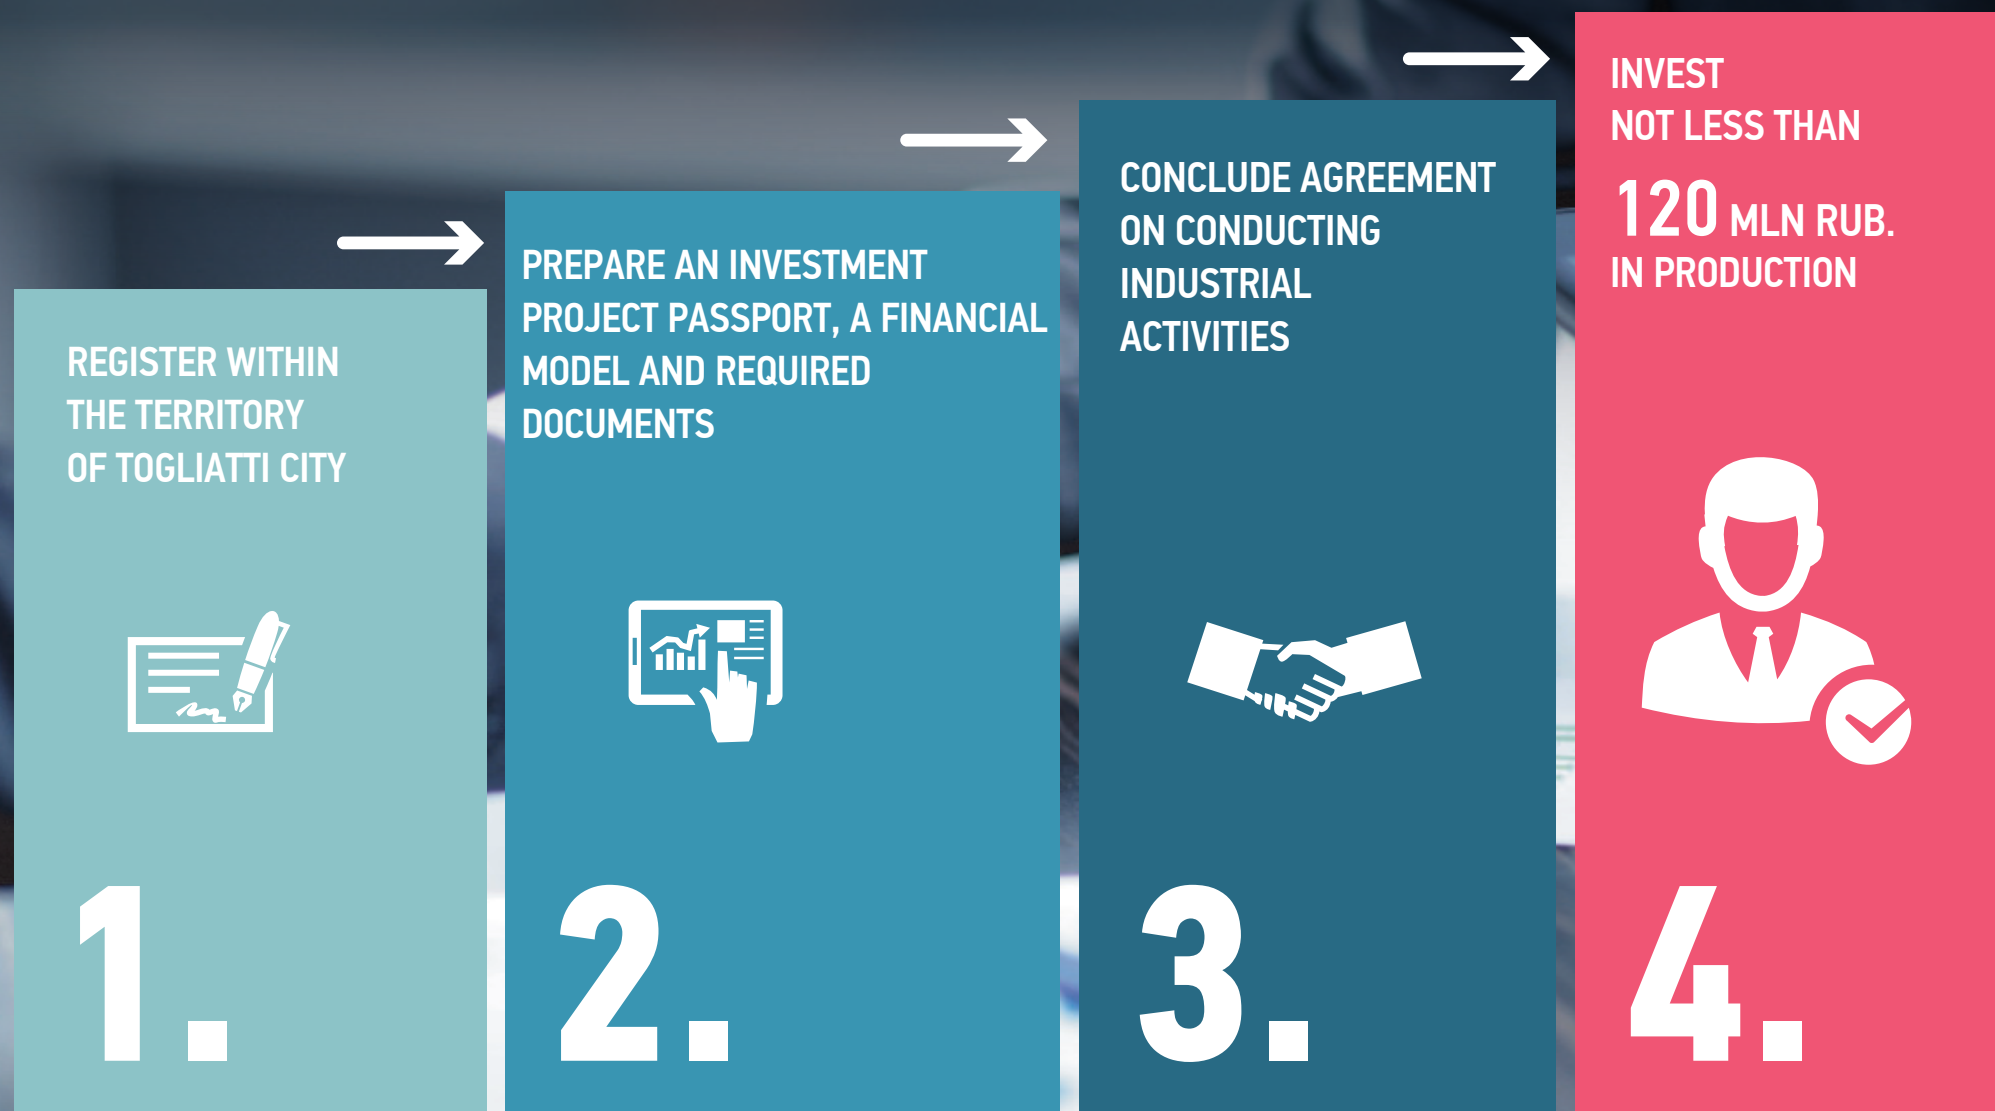 REGISTER WITHIN
THE TERRITORY
OF TOGLIATTI CITY
1.
PREPARE AN INVESTMENT
PROJECT PASSPORT, A FINANCIAL
MODEL AND REQUIRED
DOCUMENTS
2.
CONCLUDE AGREEMENT
ON CONDUCTING
INDUSTRIAL
ACTIVITIES
3.
INVEST
NOT LESS THAN
120 MLN RUB.
IN PRODUCTION
4.